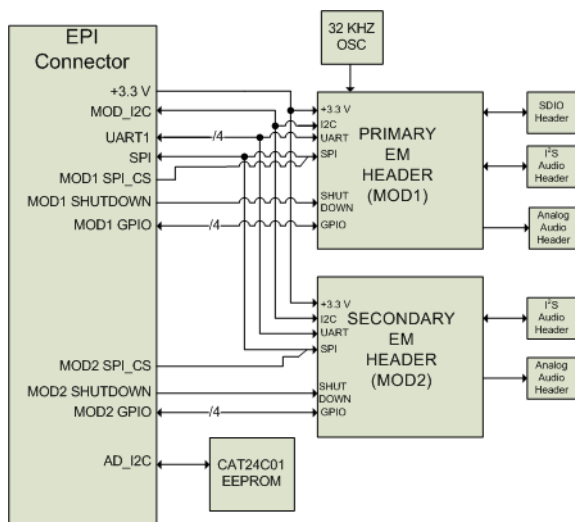 EPI
Connector
+3.3 V
MOD_I2C
UART1
SPI
MOD1 SPI_CS
MOD1 SHUTDOWN
MOD1 GPIO
MOD2 SPI_CS
MOD2 SHUTDOWN
MOD2 GPIO
AD_I2C
/4
/4
/4
32 KHZ
OSC
+3.3 V
I2C
UART
SPI
SHUT
DOWN
GPIO
PRIMARY
EM
HEADER
(MOD1)
SDIO
Header
I²S
Audio
Header
Analog
Audio
Header
+3.3 V
I2C
UART
SPI
SHUT
DOWN
GPIO
SECONDARY
EM
HEADER
(MOD2)
I²S
Audio
Header
Analog
Audio
Header
CAT24C01
EEPROM